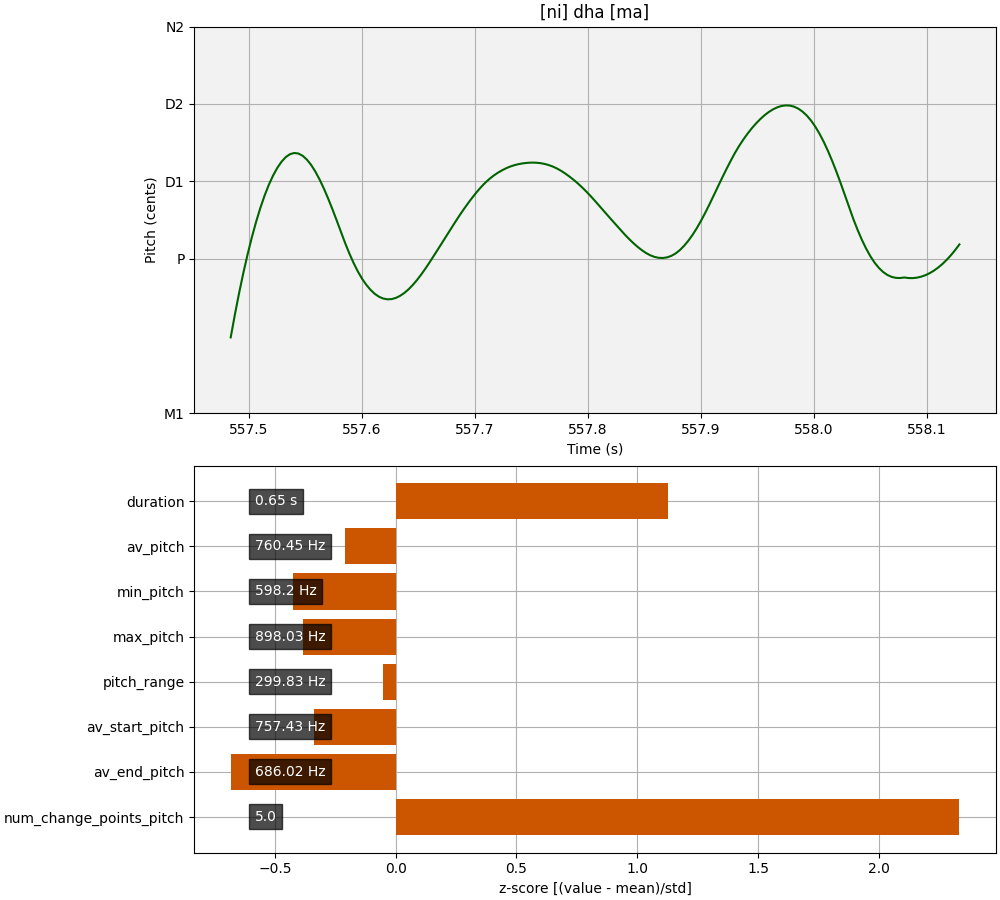 [ni] dha [ma]
N2
D2
D1
P
M1
Pitch (cents)
557.5 557.6 557.7 557.8 557.9 558.0 558.1
Time (s)
duration 0.65 s
av_pitch 760.45 Hz
min_pitch 598.2 Hz
max_pitch 898.03 Hz
pitch_range 299.83 Hz
av_start_pitch 757.43 Hz
av_end_pitch 686.02 Hz
num_change_points_pitch 5.0
−0.5 0.0 0.5 1.0 1.5 2.0
z-score [(value - mean)/std]